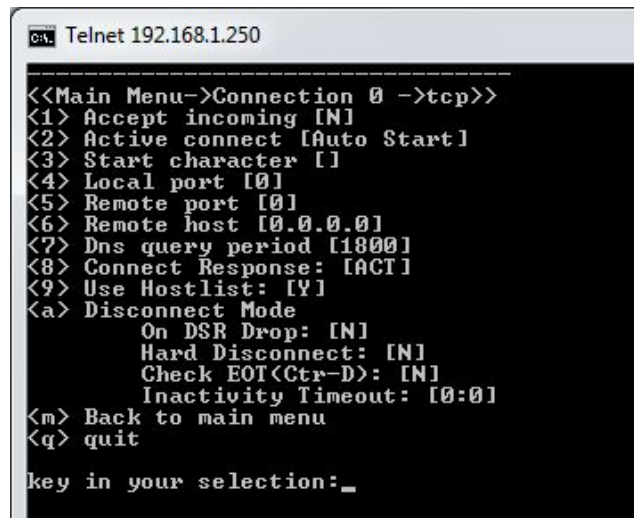 Telnet 192.168.1.250
----------------------------------
<<Main Menu->Connection 0 ->tcp>>
<1> Accept incoming [N]
<2> Active connect [Auto Start]
<3> Start character []
<4> Local port [0]
<5> Remote port [0]
<6> Remote host [0.0.0.0]
<7> Dns query period [1800]
<8> Connect Response: [ACT]
<9> Use Hostlist: [Y]
<a> Disconnect Mode
On DSR Drop: [N]
Hard Disconnect: [N]
Check EOT(Ctr-D): [N]
Inactivity Timeout: [0:0]
<m> Back to main menu
<q> quit
key in your selection:_